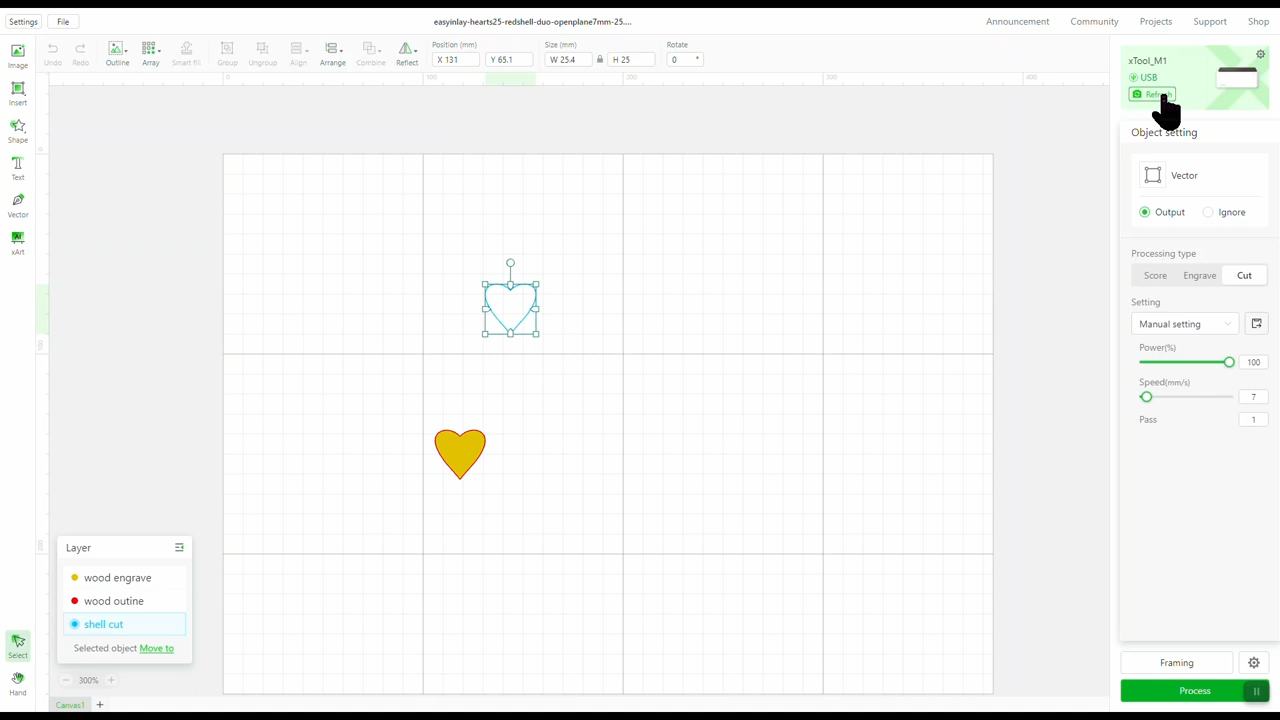 Settings File easyinlay-hearts25-redshell-duo-openplane7mm-25.... Announcement Community Projects Support Shop
Image
Insert
Shape
Text
Vector
xArt
Select
Hand
Undo Redo Outline Array Smart fill Group Ungroup Align Arrange Combine Reflect
Position (mm) Size (mm) Rotate
X 131 Y 65.1 W 25.4 H 25 0 °
0 100 200 300 400
0
100
200
Layer
wood engrave
wood outine
shell cut
Selected object Move to
300%
Canvas1
xTool_M1
USB
Refresh
Object setting
Vector
Output Ignore
Processing type
Score Engrave Cut
Setting
Manual setting
Power(%)
100
Speed(mm/s)
7
Pass 1
Framing
Process